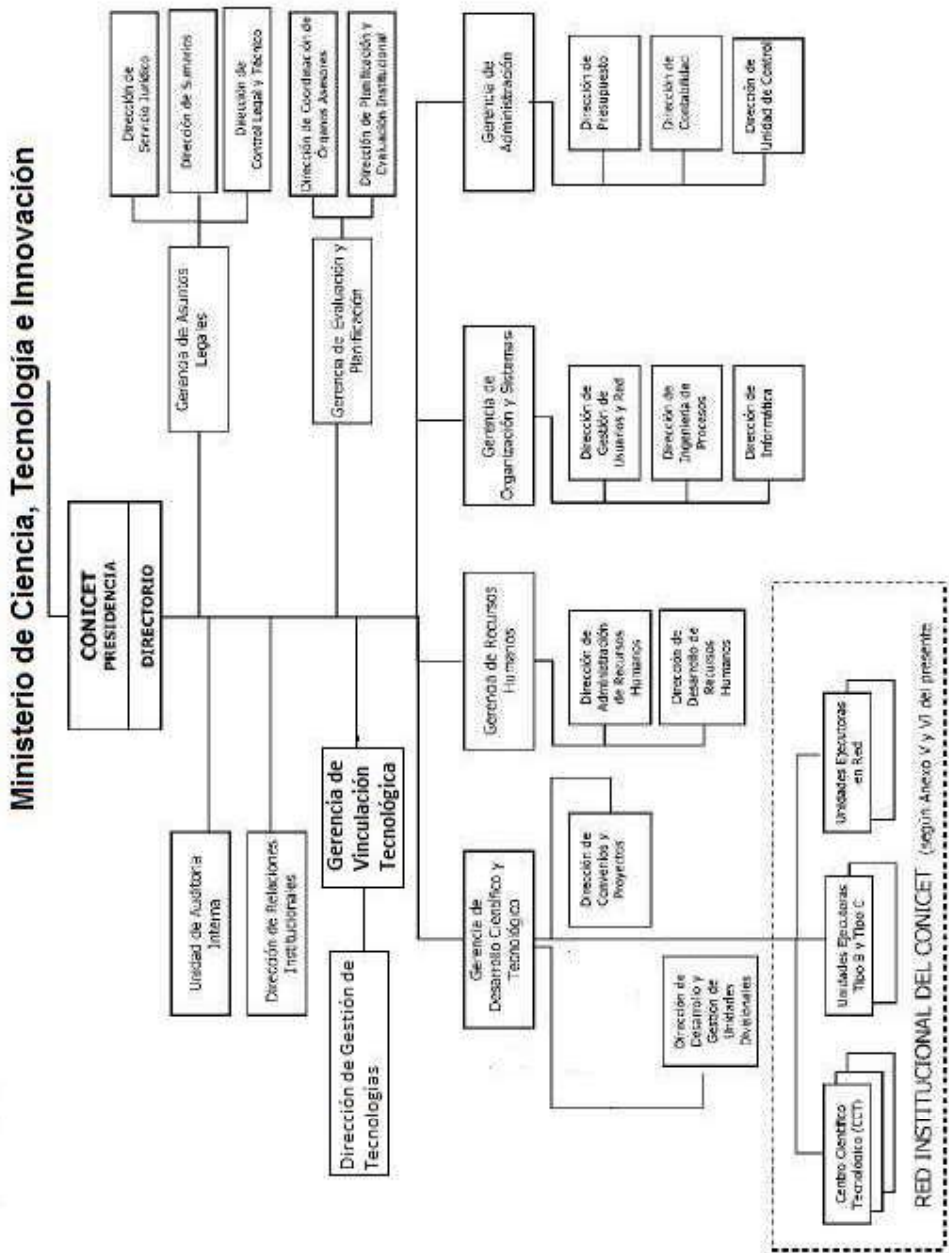 Ministerio de Ciencia, Tecnología e Innovación
CONICET
PRESIDENCIA
DIRECTORIO
Unidad de Auditoria
Interna
Dirección de Relaciones
Institucionales
Gerencia de
Vinculación
Tecnológica
Dirección de Gestión de
Tecnologías
Gerencia de Asuntos
Legales
Dirección de
Servicio Jurídico
Dirección de Sumarios
Dirección de
Control Legal y Técnico
Gerencia de Evaluación y
Planificación
Dirección de Coordinación de
Órganos Asesores
Dirección de Planificación y
Evaluación Institucional
Gerencia de
Desarrollo Científico y
Tecnológico
Dirección de
Convenios y
Proyectos
Dirección de
Desarrollo y
Gestión de
Unidades
Divisionales
Gerencia de Recursos
Humanos
Dirección de
Administración
de Recursos
Humanos
Dirección de
Desarrollo de
Recursos
Humanos
Gerencia de
Organización y Sistemas
Dirección de
Gestión de
Usuarios y Red
Dirección de
Ingeniería de
Procesos
Dirección de
Informática
Gerencia de
Administración
Dirección de
Presupuesto
Dirección de
Contabilidad
Dirección de
Unidad de Control
Centro Científico
Tecnológico (CCT)
Unidades Ejecutoras
Tipo B y Tipo C
Unidades Ejecutoras
en Red
RED INSTITUCIONAL DEL CONICET (según Anexo V y VI del presente